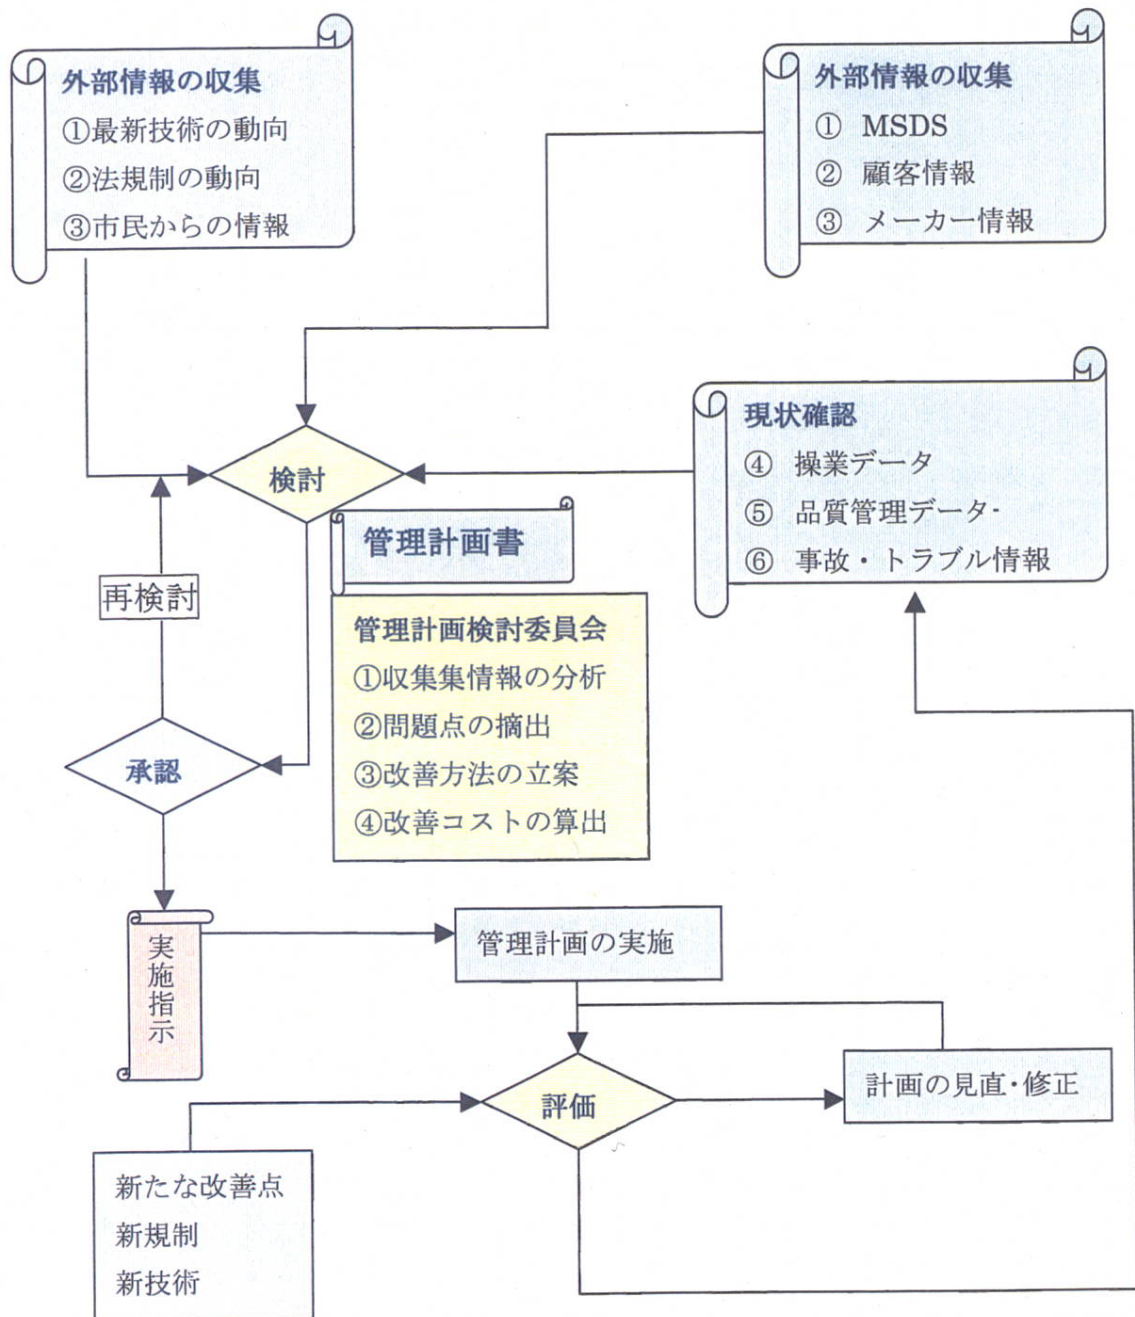 外部情報の収集
①最新技術の動向
②法規制の動向
③市民からの情報
外部情報の収集
① MSDS
② 顧客情報
③ メーカー情報
現状確認
④ 操業データ
⑤ 品質管理データ-
⑥ 事故・トラブル情報
検討
管理計画書
再検討
管理計画検討委員会
①収集集情報の分析
②問題点の摘出
③改善方法の立案
④改善コストの算出
承認
実施指示
管理計画の実施
評価
計画の見直・修正
新たな改善点
新規制
新技術